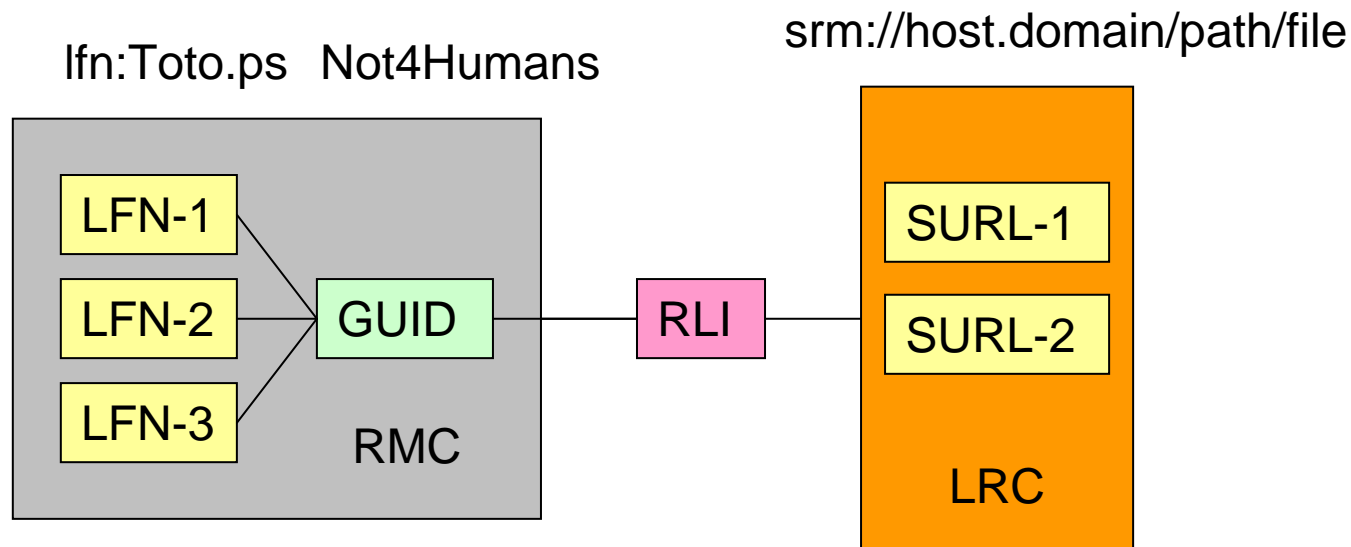 srm://host.domain/path/file
lfn:Toto.ps Not4Humans
LFN-1
SURL-1
LFN-2
GUID
RLI
SURL-2
LFN-3
RMC
LRC